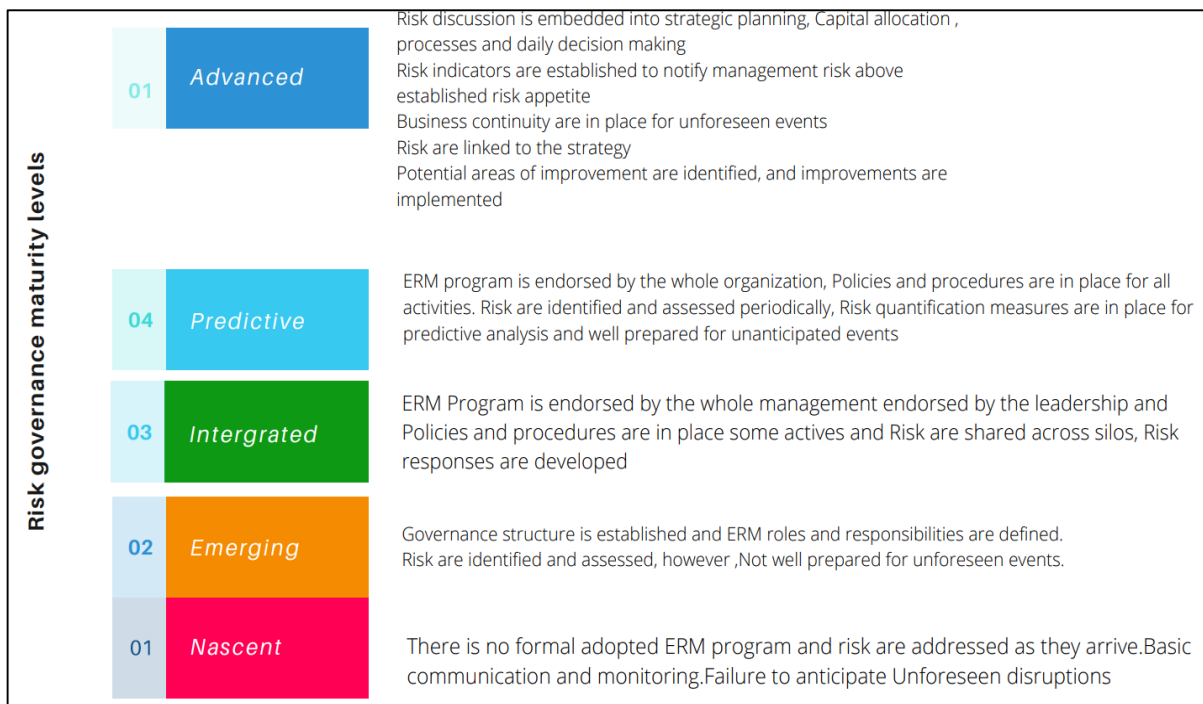 Risk governance maturity levels
01
Advanced
Risk discussion is embedded into strategic planning, Capital allocation ,
processes and daily decision making
Risk indicators are established to notify management risk above
established risk appetite
Business continuity are in place for unforeseen events
Risk are linked to the strategy
Potential areas of improvement are identified, and improvements are
implemented
04
Predictive
ERM program is endorsed by the whole organization, Policies and procedures are in place for all
activities. Risk are identified and assessed periodically, Risk quantification measures are in place for
predictive analysis and well prepared for unanticipated events
03
Intergrated
ERM Program is endorsed by the whole management endorsed by the leadership and
Policies and procedures are in place some actives and Risk are shared across silos, Risk
responses are developed
02
Emerging
Governance structure is established and ERM roles and responsibilities are defined.
Risk are identified and assessed, however ,Not well prepared for unforeseen events.
01
Nascent
There is no formal adopted ERM program and risk are addressed as they arrive.Basic
communication and monitoring.Failure to anticipate Unforeseen disruptions